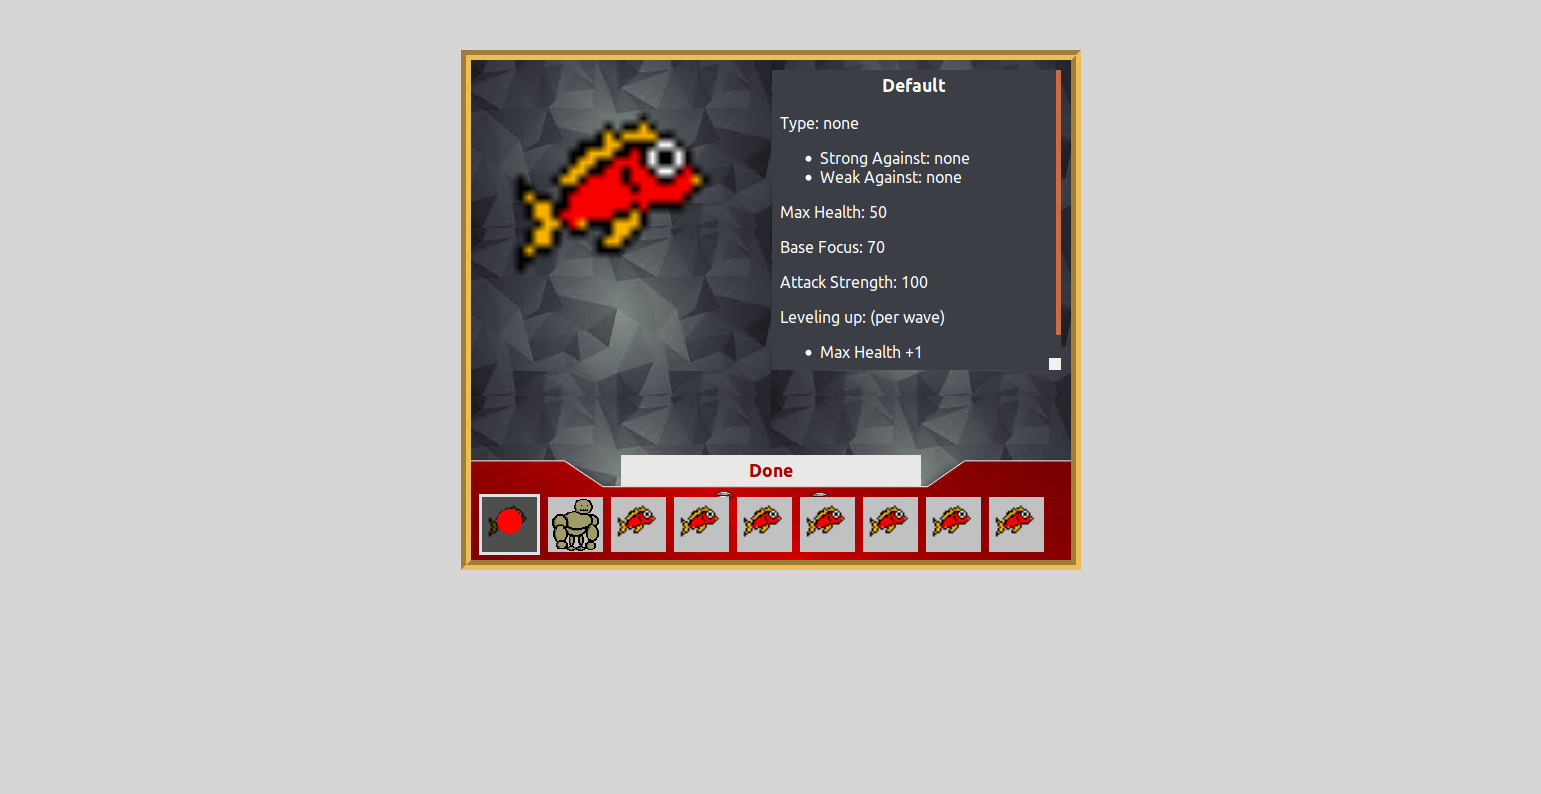 Default
Type: none
Strong Against: none
Weak Against: none
Max Health: 50
Base Focus: 70
Attack Strength: 100
Leveling up: (per wave)
Max Health +1
Done